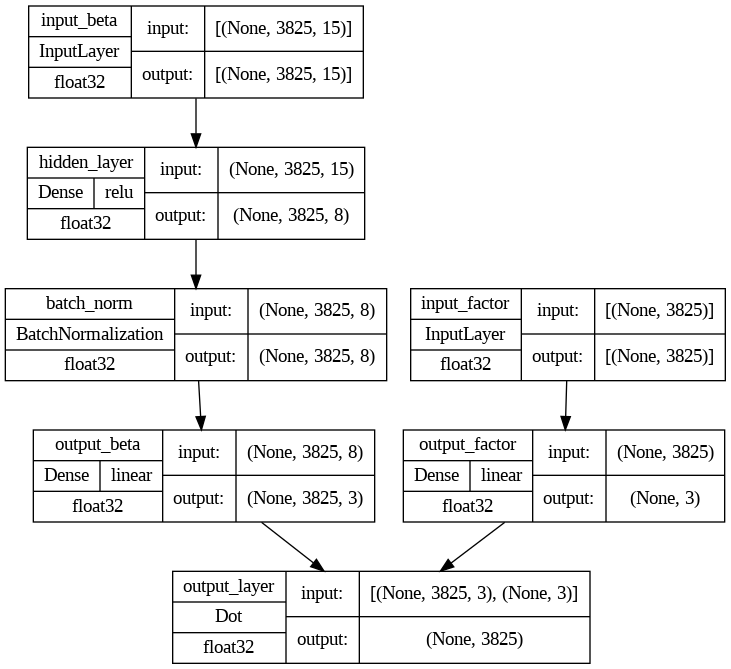 input_beta
InputLayer
float32
input:
[(None, 3825, 15)]
output:
[(None, 3825, 15)]
hidden_layer
Dense
relu
float32
input:
(None, 3825, 15)
output:
(None, 3825, 8)
batch_norm
BatchNormalization
float32
input:
(None, 3825, 8)
output:
(None, 3825, 8)
input_factor
InputLayer
float32
input:
[(None, 3825)]
output:
[(None, 3825)]
output_beta
Dense
linear
float32
input:
(None, 3825, 8)
output:
(None, 3825, 3)
output_factor
Dense
linear
float32
input:
(None, 3825)
output:
(None, 3)
output_layer
Dot
float32
input:
[(None, 3825, 3), (None, 3)]
output:
(None, 3825)